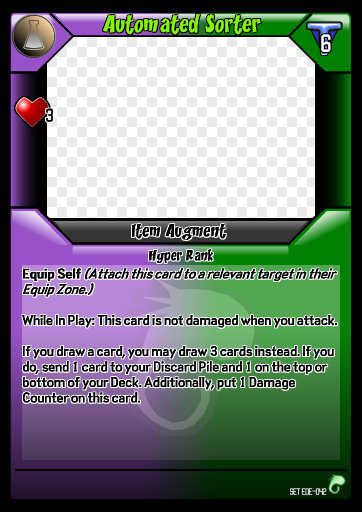 Automated Sorter
6
3
Item Augment
Hyper Rank
Equip Self (Attach this card to a relevant target in their
Equip Zone.)
While In Play: This card is not damaged when you attack.
If you draw a card, you may draw 3 cards instead. If you
do, send 1 card to your Discard Pile and 1 on the top or
bottom of your Deck. Additionally, put 1 Damage
Counter on this card.
SET EOE-042